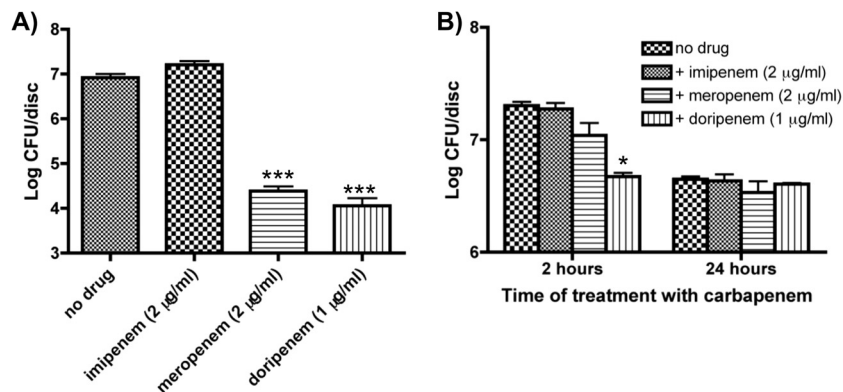 A)
Log CFU/disc
8
7
6
5
4
3
***
***
no drug
imipenem (2 μg/ml)
meropenem (2 μg/ml)
doripenem (1 μg/ml)
B)
Log CFU/disc
8
7
6
no drug
+ imipenem (2 μg/ml)
+ meropenem (2 μg/ml)
+ doripenem (1 μg/ml)
*
2 hours
24 hours
Time of treatment with carbapenem